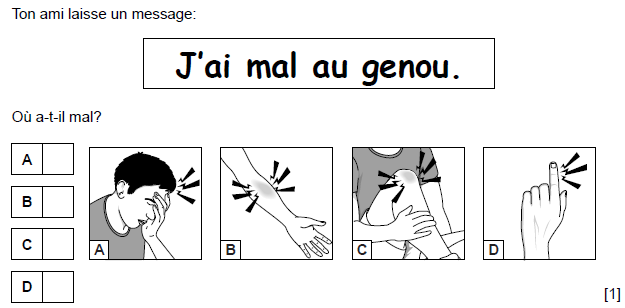 Ton ami laisse un message:
J'ai mal au genou.
Où a-t-il mal?
A
B
C
D
A
B
C
D
[1]